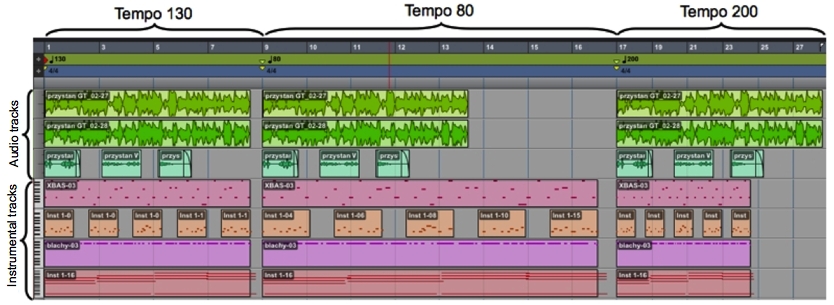 Tempo 130 Tempo 80 Tempo 200
1 3 5 7 9 10 11 12 13 14 15 16 17 19 21 23 25 27
130 80 200
4/4 4/4 4/4
Audio tracks
przystan GT_02-27 przystan GT_02-27 przystan GT_02-27
przystan GT_02-28 przystan GT_02-28 przystan GT_02-28
przystar przystan V przys przystan przystan V przystan przystar przystan V przys
Instrumental tracks
XBAS-03 XBAS-03 XBAS-03
Inst 1-0 Inst 1-0 Inst 1-0 Inst 1-1 Inst 1-1 Inst 1-04 Inst 1-06 Inst 1-08 Inst 1-10 Inst 1-15 Inst Inst Inst Inst Inst
blachy-03 blachy-03 blachy-03
Inst 1-16 Inst 1-16 Inst 1-16